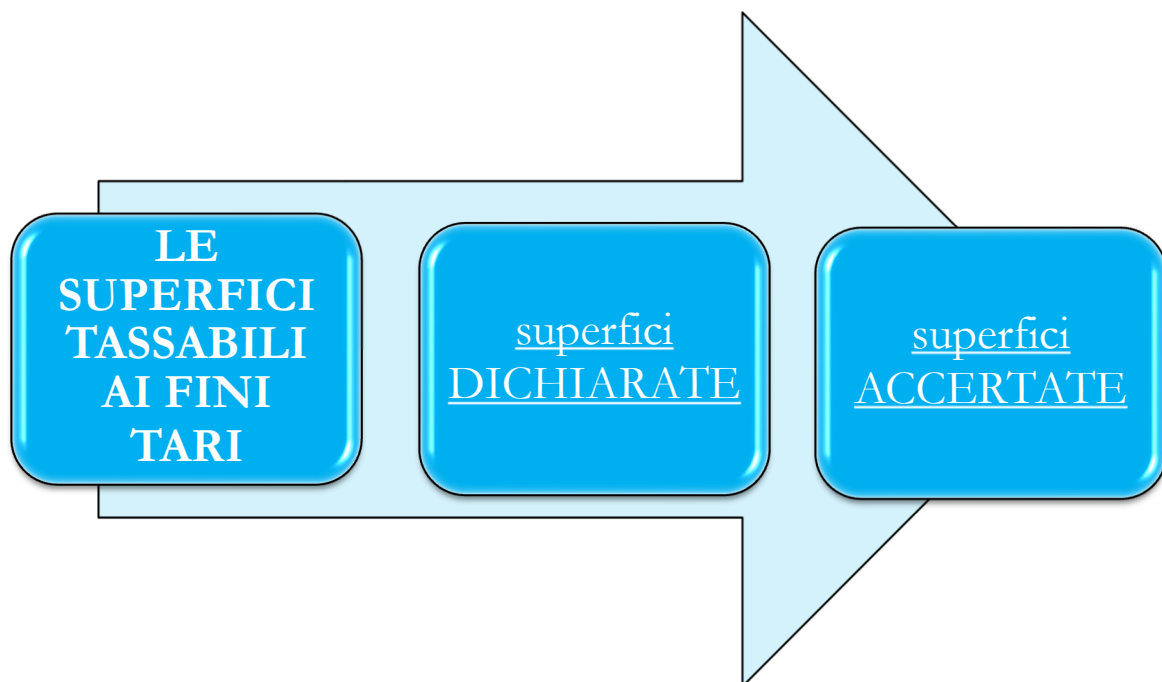 LE
SUPERFICI
TASSABILI
AI FINI
TARI
superfici
DICHIARATE
superfici
ACCERTATE